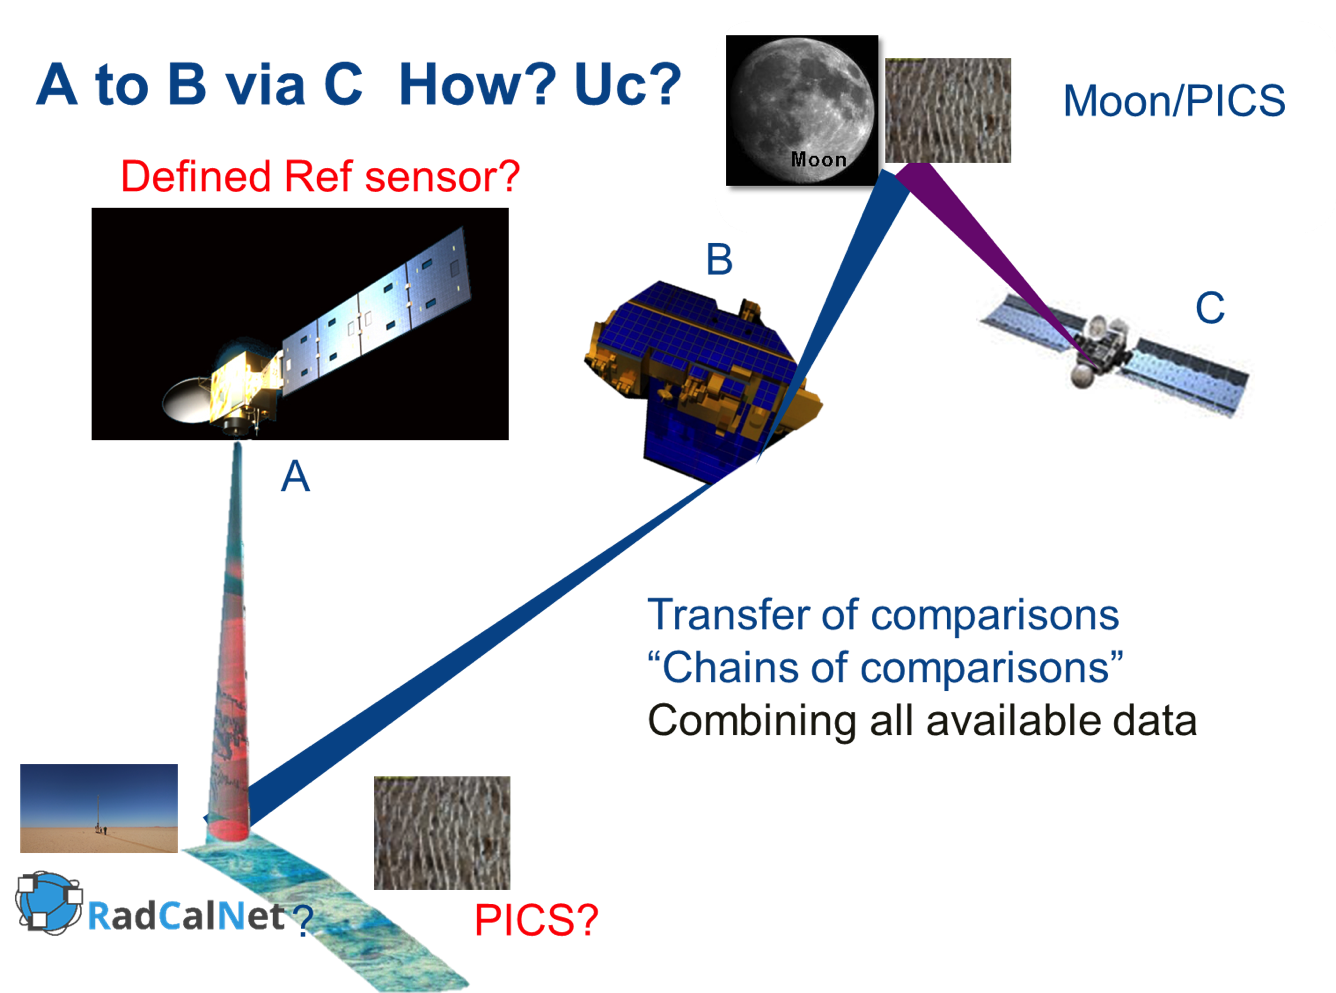 A to B via C  How? Uc?
Moon/PICS
Moon
Defined Ref sensor?
B
C
A
Transfer of comparisons
“Chains of comparisons”
Combining all available data
RadCalNet ?
PICS?